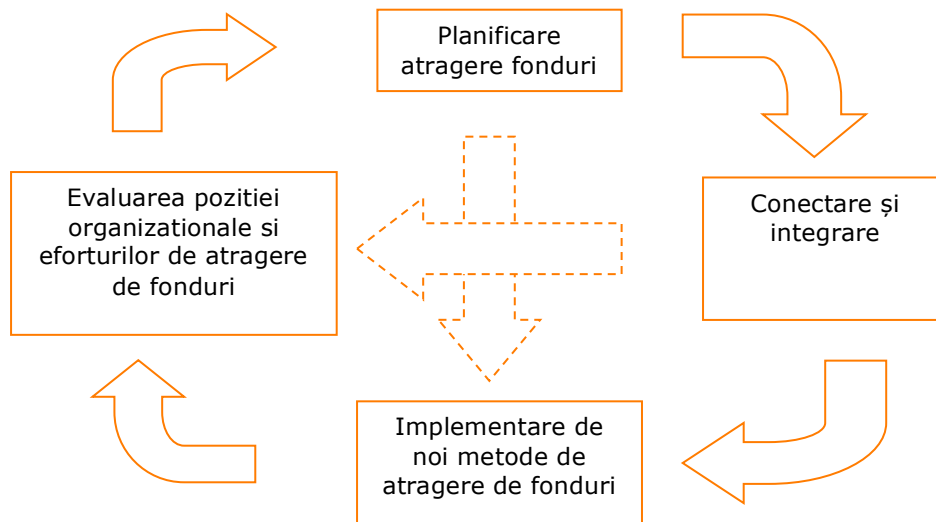 Planificare
atragere fonduri
Evaluarea pozitiei
organizationale si
eforturilor de atragere
de fonduri
Conectare și
integrare
Implementare de
noi metode de
atragere de fonduri